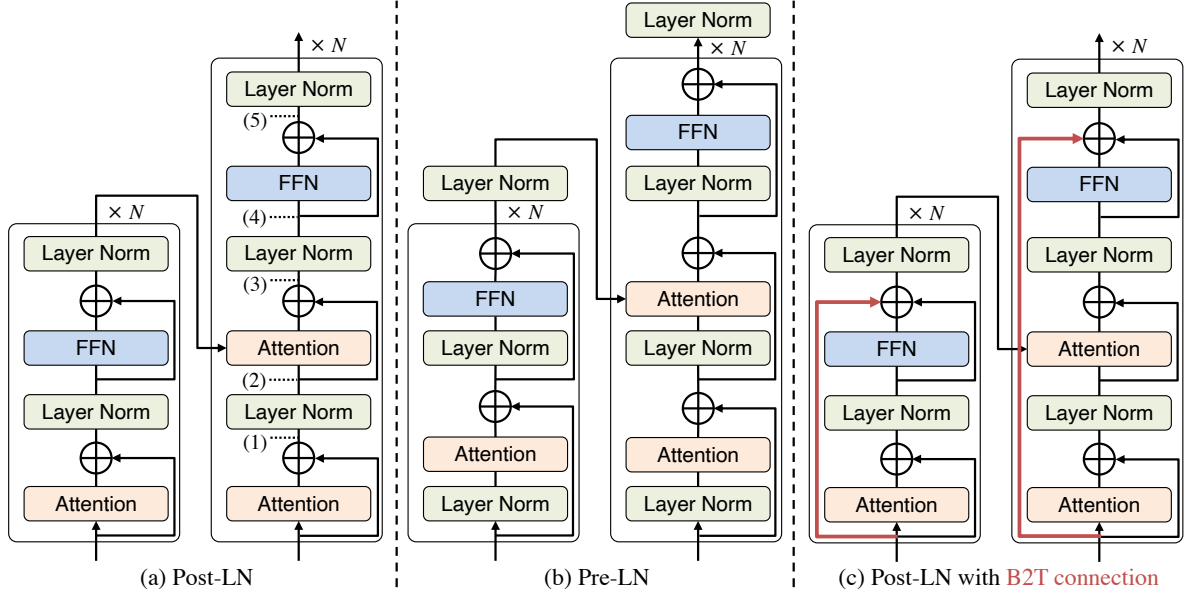 × N
Layer Norm
(5)
FFN
(4)
Layer Norm
(3)
Attention
(2)
Layer Norm
(1)
Attention
× N
Layer Norm
FFN
Layer Norm
Attention
(a) Post-LN
Layer Norm
× N
FFN
Layer Norm
Attention
Layer Norm
Attention
Layer Norm
Layer Norm
× N
FFN
Layer Norm
Attention
Layer Norm
(b) Pre-LN
× N
Layer Norm
FFN
Layer Norm
Attention
Layer Norm
Attention
× N
Layer Norm
FFN
Layer Norm
Attention
(c) Post-LN with B2T connection